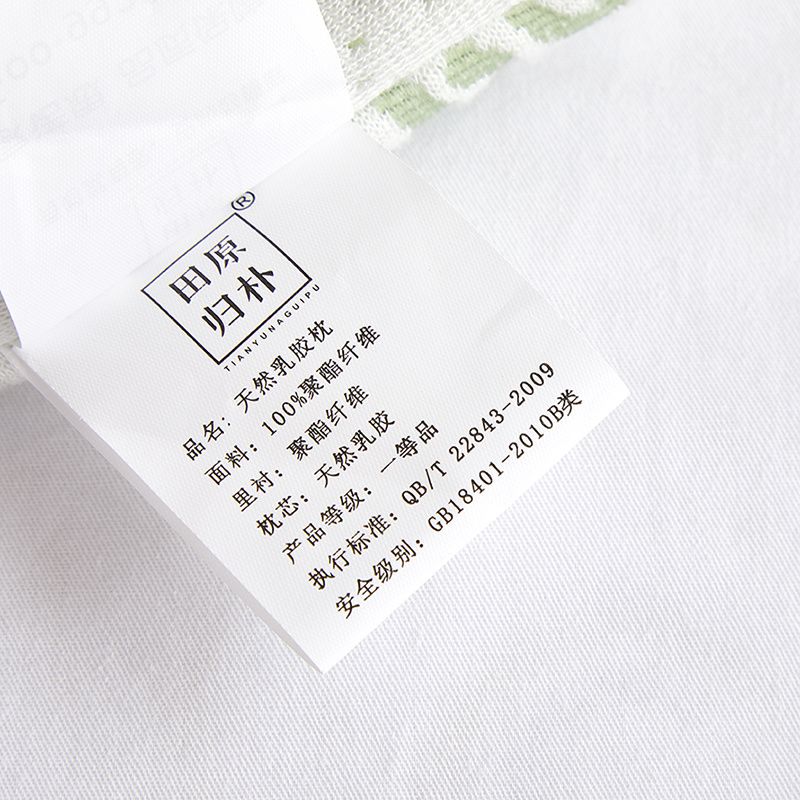 ®
田原
归朴
TIANYUNAGUIPU
品名: 天然乳胶枕
面料: 100%聚酯纤维
里衬: 聚酯纤维
枕芯: 天然乳胶
产品等级: 一等品
执行标准: QB/T 22843-2009
安全级别: GB18401-2010B类